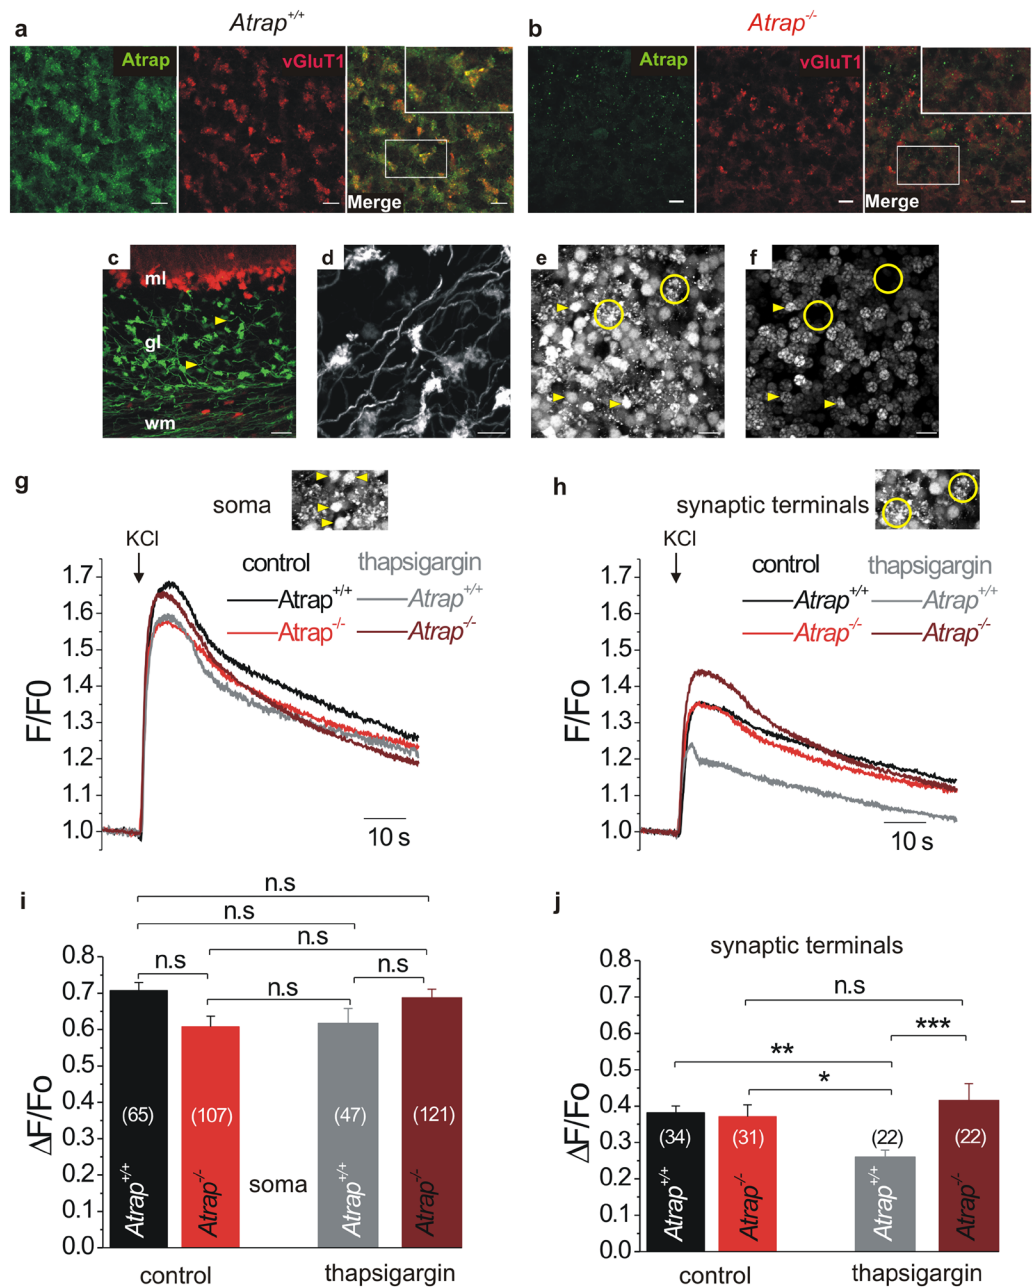 a Atrap+/+ b Atrap-/-
Atrap vGluT1 Merge Atrap vGluT1 Merge
c d e f
ml
gl
wm
g soma h synaptic terminals
KCl KCl
control thapsigargin control thapsigargin
Atrap+/+ Atrap+/+ Atrap+/+ Atrap+/+
Atrap-/- Atrap-/- Atrap-/- Atrap-/-
F/F0
1.7
1.6
1.5
1.4
1.3
1.2
1.1
1.0
10 s
F/Fo
1.7
1.6
1.5
1.4
1.3
1.2
1.1
1.0
10 s
i
n.s
n.s
n.s
n.s n.s
n.s
ΔF/Fo
0.8
0.7
0.6
0.5
0.4
0.3
0.2
0.1
0.0
(65) (107) (47) (121)
Atrap+/+ Atrap-/- soma Atrap+/+ Atrap-/-
control thapsigargin
j
synaptic terminals
n.s
***
**
*
ΔF/Fo
0.8
0.7
0.6
0.5
0.4
0.3
0.2
0.1
0.0
(34) (31) (22) (22)
Atrap+/+ Atrap-/- Atrap+/+ Atrap-/-
control thapsigargin